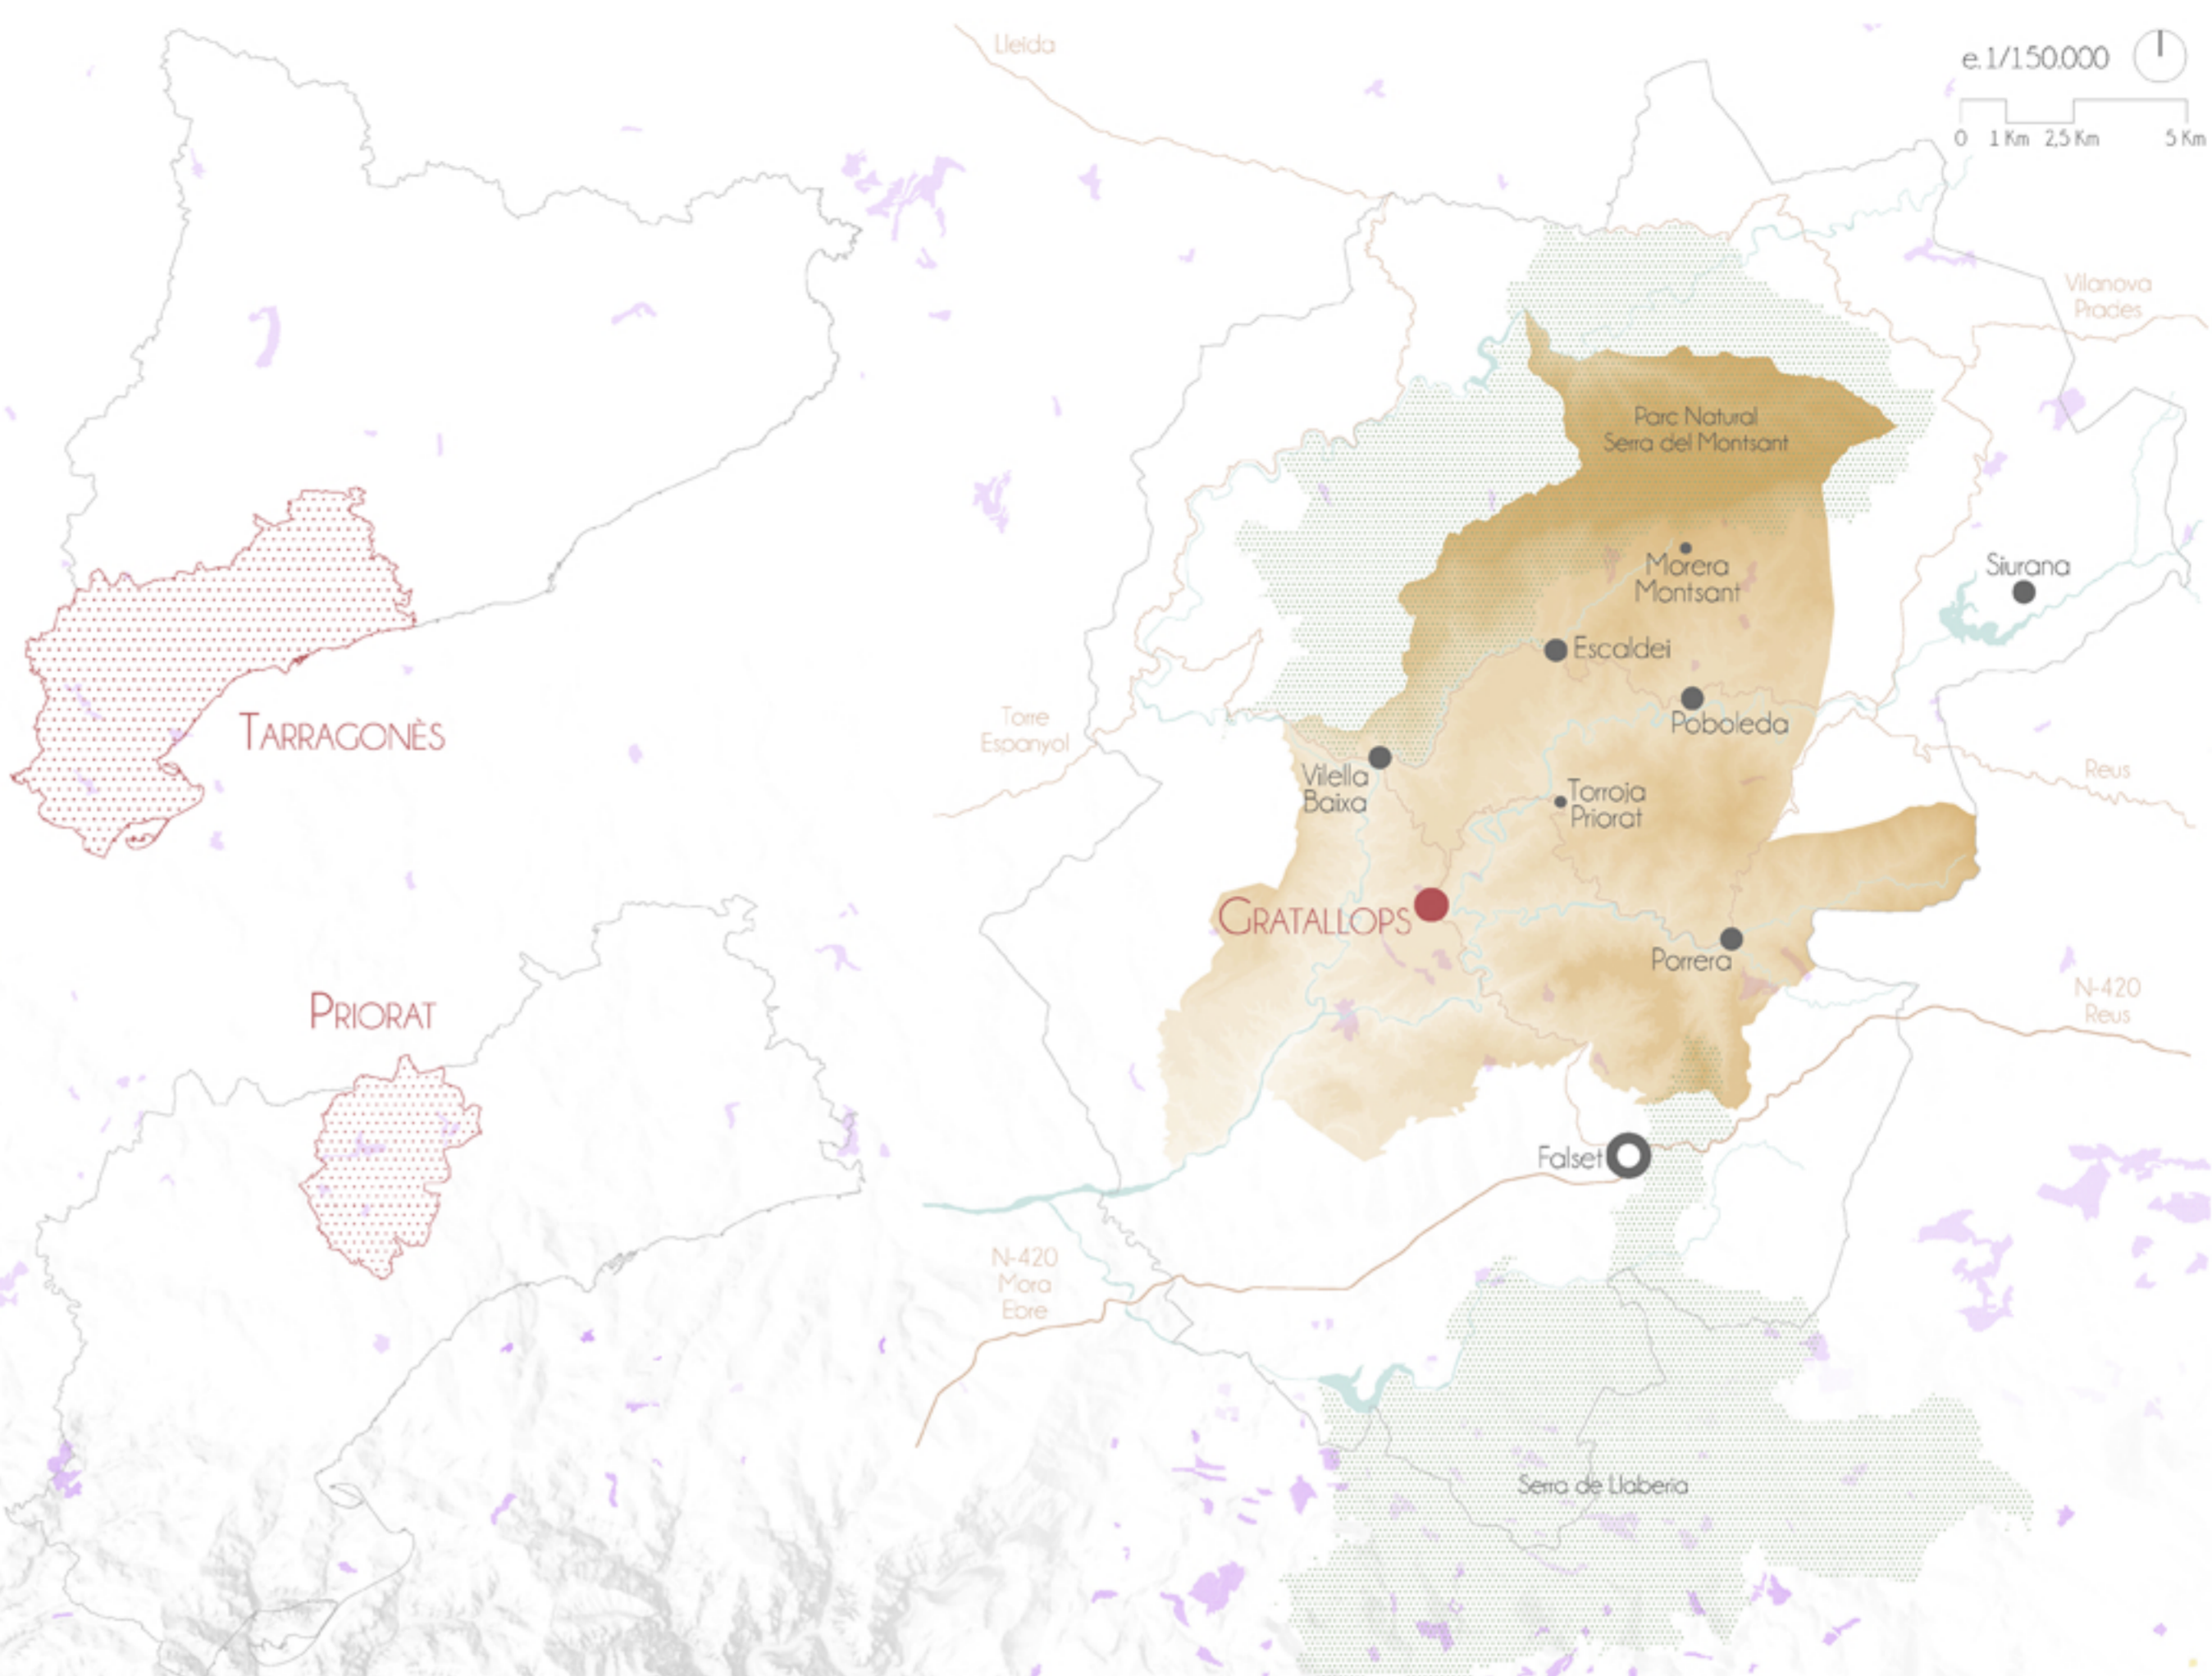 Lleida
e.1/150.000
0 1 Km 2,5 Km 5 Km
Vilanova
Prades
Parc Natural
Serra del Montsant
Morera
Montsant
Siurana
Escaldei
Poboleda
Torre
Espanyol
TARRAGONÈS
Vilella
Baixa
Torroja
Priorat
Reus
GRATALLOPS
Porrera
PRIORAT
N-420
Reus
Falset
N-420
Mora
Ebre
Serra de Llaberia